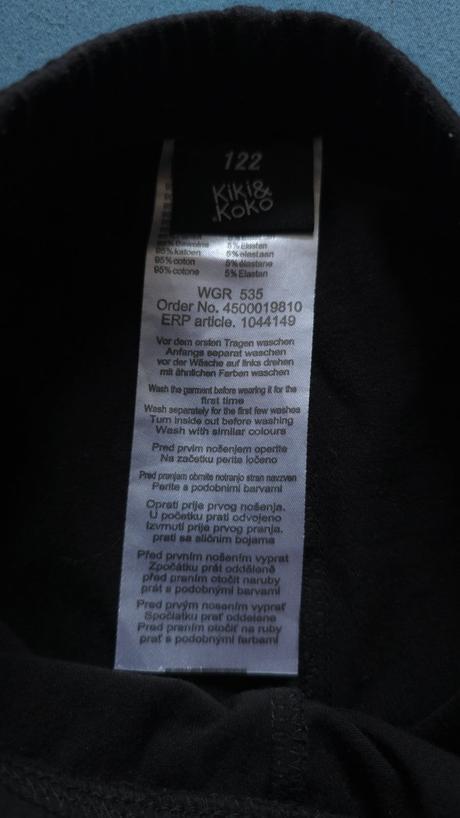 122
Kiki&
Koko
5% Elasten
95% katoen 5% elastaan
95% coton 5% élastane
95% cotone 5% Elastan
WGR 535
Order No. 4500019810
ERP article. 1044149
Vor dem ersten Tragen waschen
Anfangs separat waschen
vor der Wäsche auf links drehen
mit ähnlichen Farben waschen
Wash the garment before wearing it for the
first time
Wash separately for the first few washes
Turn inside out before washing
Wash with similar colours
Pred prvim nošenjem operite
Na začetku perite ločeno
Pred pranjem obrnite notranjo stran navzven
Perite s podobnimi barvami
Oprati prije prvog nošenja.
U početku prati odvojeno
Izvrnuti prije prvog pranja.
prati sa sličnim bojama
Před prvním nošením vyprat
Zpočátku prát odděleně
před praním otočit naruby
prát s podobnými barvami
Pred prvým nosením vyprať
Spočiatku prať oddelene
Pred praním otočiť na ruby
prať s podobnými farbami